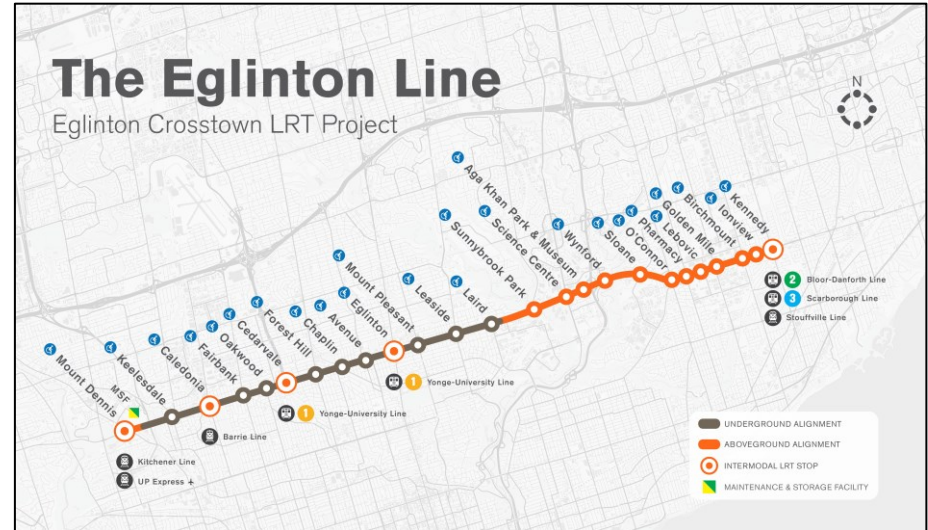 The Eglinton Line
Eglinton Crosstown LRT Project
N
Mount Dennis
MSF
Keelesdale
Caledonia
Fairbank
Oakwood
Cedarvale
Forest Hill
Chaplin
Avenue
Eglinton
Mount Pleasant
Leaside
Laird
Sunnybrook Park
Science Centre
Aga Khan Park & Museum
Wynford
Sloane
O'Connor
Pharmacy
Lebovic
Golden Mile
Birchmount
Ionview
Kennedy
2 Bloor-Danforth Line
3 Scarborough Line
Stouffville Line
1 Yonge-University Line
1 Yonge-University Line
Barrie Line
Kitchener Line
UP Express +
UNDERGROUND ALIGNMENT
ABOVEGROUND ALIGNMENT
INTERMODAL LRT STOP
MAINTENANCE & STORAGE FACILITY